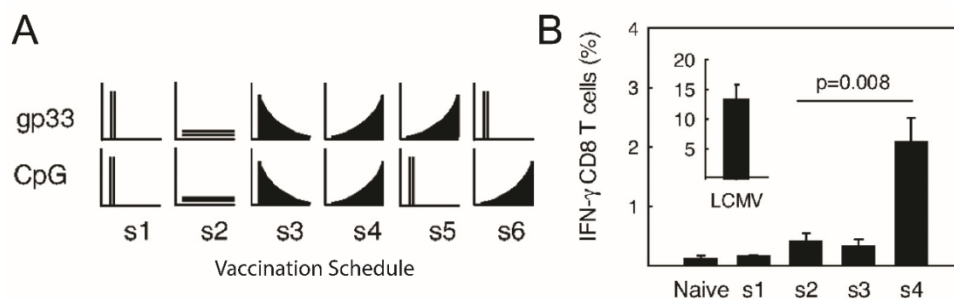 A
gp33
CpG
s1 s2 s3 s4 s5 s6
Vaccination Schedule
B
IFN-γ CD8 T cells (%)
4
3
2
1
20
15
10
5
LCMV
p=0.008
Naive s1 s2 s3 s4